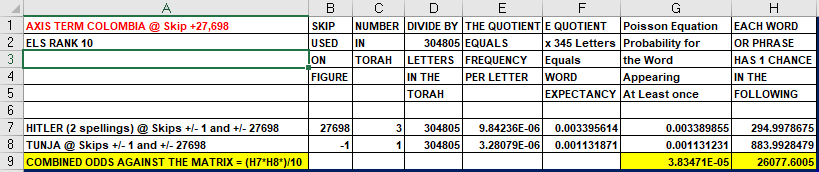 A B C D E F G H
1 AXIS TERM COLOMBIA @ Skip +27,698 SKIP NUMBER DIVIDE BY THE QUOTIENT E QUOTIENT Poisson Equation EACH WORD
2 ELS RANK 10 USED IN 304805 EQUALS x 345 Letters Probability for OR PHRASE
3 ON TORAH LETTERS FREQUENCY Equals the Word HAS 1 CHANCE
4 FIGURE IN THE PER LETTER WORD Appearing IN THE
5 TORAH EXPECTANCY At Least once FOLLOWING
6
7 HITLER (2 spellings) @ Skips +/- 1 and +/- 27698 27698 3 304805 9.84236E-06 0.003395614 0.003389855 294.9978675
8 TUNJA @ Skips +/- 1 and +/- 27698 -1 1 304805 3.28079E-06 0.001131871 0.001131231 883.9928479
9 COMBINED ODDS AGAINST THE MATRIX = (H7*H8*)/10 3.83471E-05 26077.6005